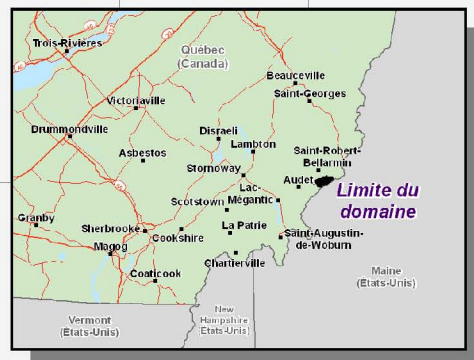 Trois-Rivières
Québec
(Canada)
Beauceville
Saint-Georges
Victoriaville
Drummondville
Disraeli
Lambton
Asbestos
Saint-Robert-
Bellarmin
Stornoway
Audet
Lac-
Mégantic
Limite du
domaine
Scotstown
Granby
Sherbrooke
Cookshire
La Patrie
Saint-Augustin-
de-Woburn
Magog
Chartierville
Coaticook
Maine
(États-Unis)
New
Hampshire
(États-Unis)
Vermont
(États-Unis)